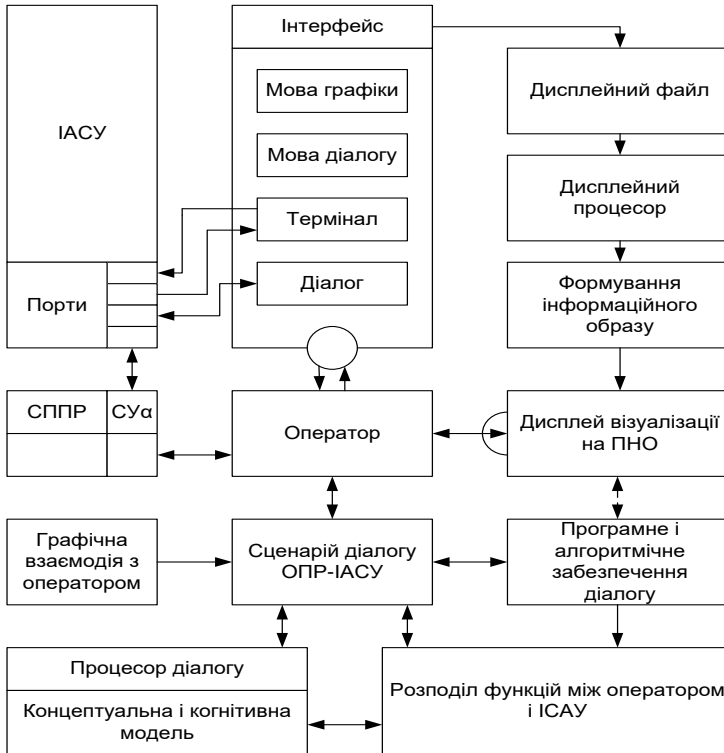 Інтерфейс
Мова графіки
Дисплейний файл
ІАСУ
Мова діалогу
Дисплейний
процесор
Термінал
Порти
Діалог
Формування
інформаційного
образу
СППР
СУα
Оператор
Дисплей візуалізації
на ПНО
Графічна
взаємодія з
оператором
Сценарій діалогу
ОПР-ІАСУ
Програмне і
алгоритмічне
забезпечення
діалогу
Процесор діалогу
Концептуальна і когнітивна
модель
Розподіл функцій між оператором
і ІСАУ